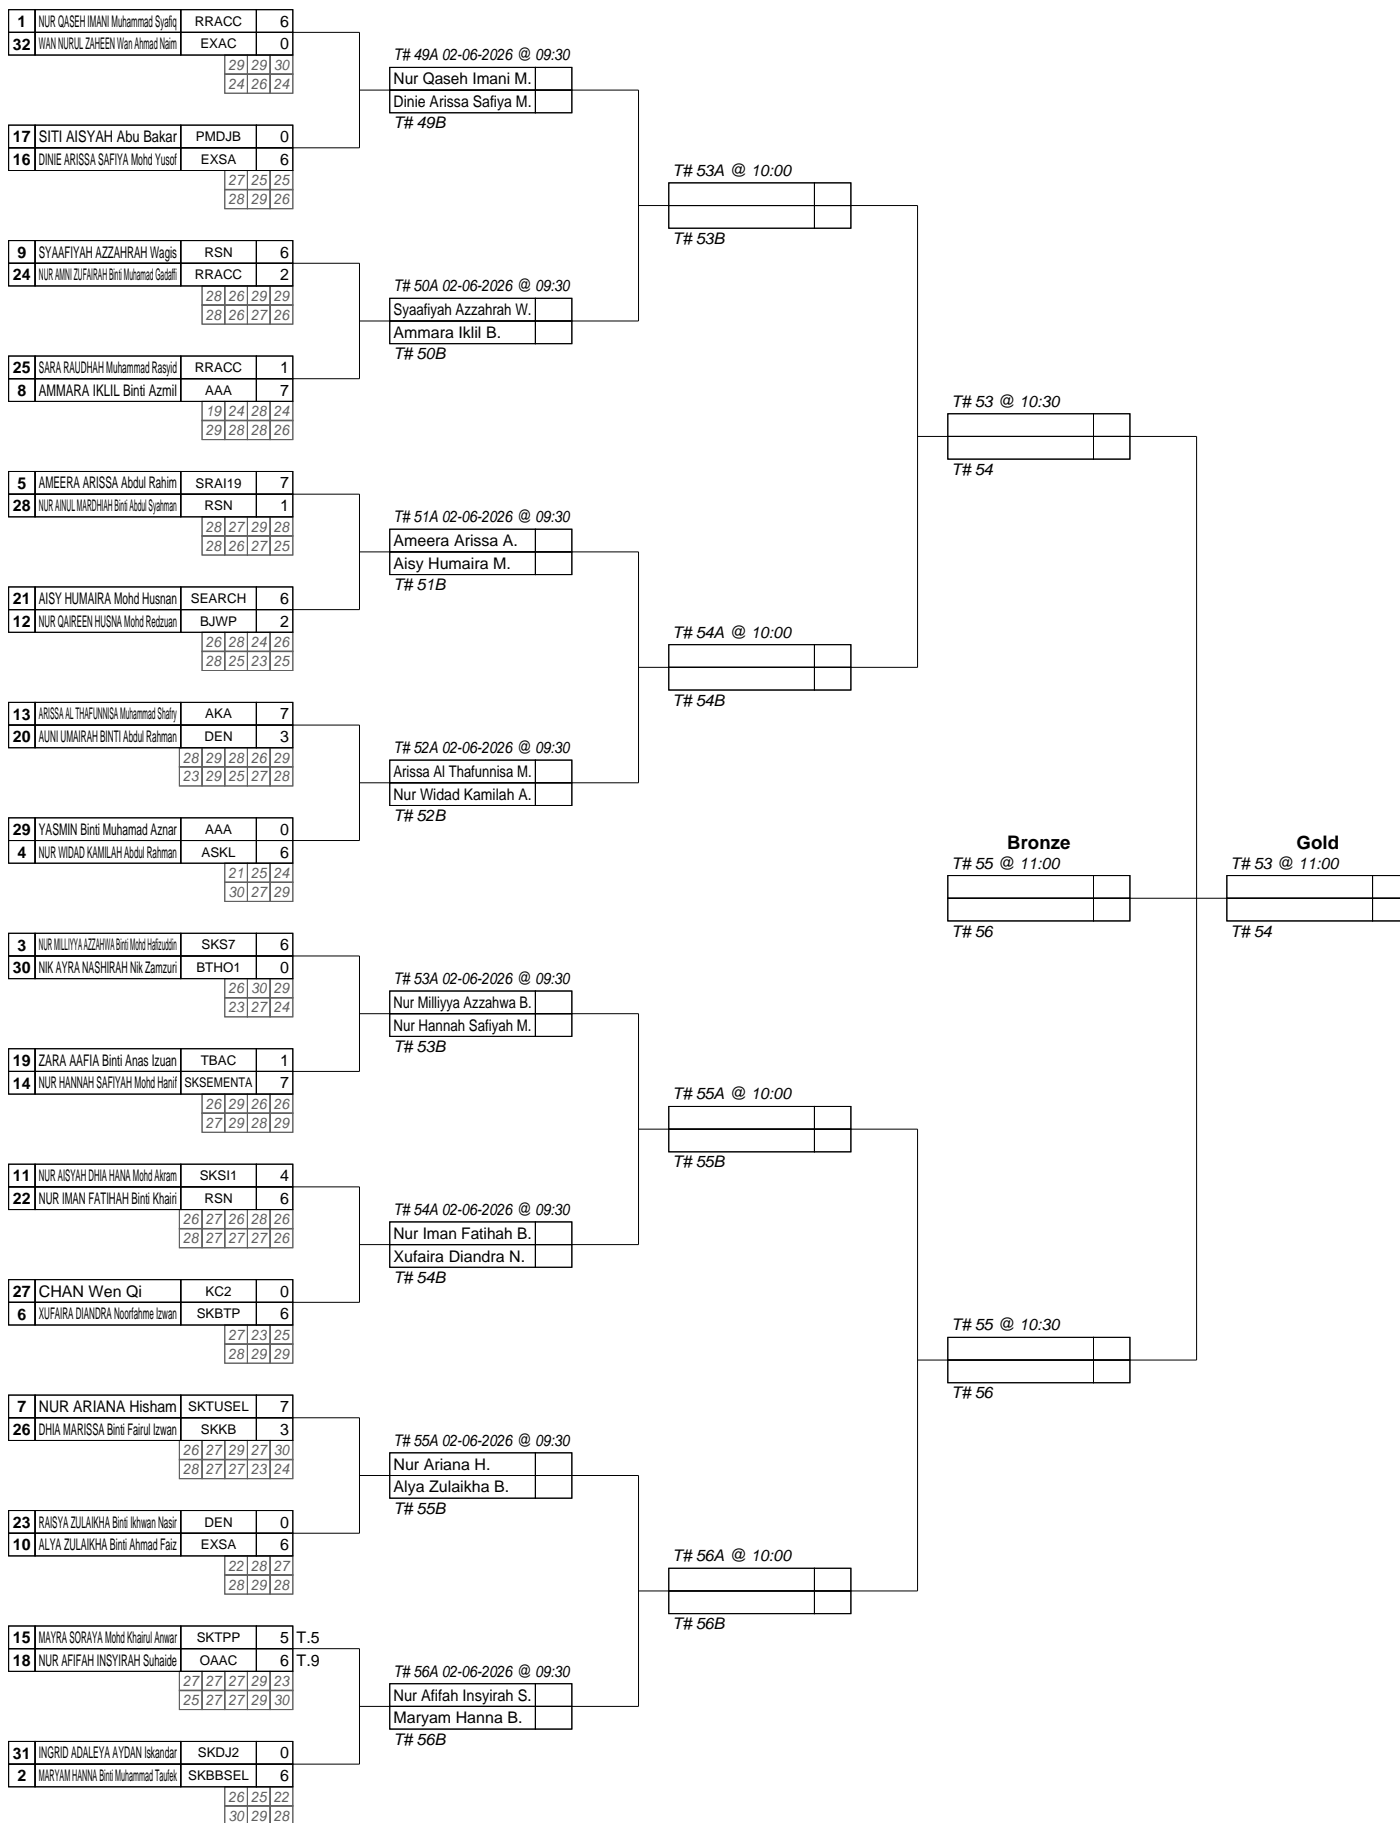 1 NUR QASEH IMANI Muhammad Syafiq RRACC 6
32 WAN NURUL ZAHEEN Wan Ahmad Naim EXAC 0
29 29 30
24 26 24
17 SITI AISYAH Abu Bakar PMDJB 0
16 DINIE ARISSA SAFIYA Mohd Yusof EXSA 6
27 25 25
28 29 26
9 SYAAFIYAH AZZAHRAH Wagis RSN 6
24 NUR AMNI ZUFAIRAH Binti Muhamad Gadaffi RRACC 2
28 26 29 29
28 26 27 26
25 SARA RAUDHAH Muhammad Rasyid RRACC 1
8 AMMARA IKLIL Binti Azmil AAA 7
19 24 28 24
29 28 28 26
5 AMEERA ARISSA Abdul Rahim SRAI19 7
28 NUR AINUL MARDHIAH Binti Abdul Syahman RSN 1
28 27 29 28
28 26 27 25
21 AISY HUMAIRA Mohd Husnan SEARCH 6
12 NUR QAIREEN HUSNA Mohd Redzuan BJWP 2
26 28 24 26
28 25 23 25
13 ARISSA AL THAFUNNISA Muhammad Shafry AKA 7
20 AUNI UMAIRAH BINTI Abdul Rahman DEN 3
28 29 28 26 29
23 29 25 27 28
29 YASMIN Binti Muhamad Aznar AAA 0
4 NUR WIDAD KAMILAH Abdul Rahman ASKL 6
21 25 24
30 27 29
3 NUR MILLIYYA AZZAHWA Binti Mohd Hafizuddin SKS7 6
30 NIK AYRA NASHIRAH Nik Zamzuri BTHO1 0
26 30 29
23 27 24
19 ZARA AAFIA Binti Anas Izuan TBAC 1
14 NUR HANNAH SAFIYAH Mohd Hanif SKSEMENTA 7
26 29 26 26
27 29 28 29
11 NUR AISYAH DHIA HANA Mohd Akram SKSI1 4
22 NUR IMAN FATIHAH Binti Khairi RSN 6
26 27 26 28 26
28 27 27 27 26
27 CHAN Wen Qi KC2 0
6 XUFAIRA DIANDRA Noorfahme Izwan SKBTP 6
27 23 25
28 29 29
7 NUR ARIANA Hisham SKTUSEL 7
26 DHIA MARISSA Binti Fairul Izwan SKKB 3
26 27 29 27 30
28 27 27 23 24
23 RAISYA ZULAIKHA Binti Ikhwan Nasir DEN 0
10 ALYA ZULAIKHA Binti Ahmad Faiz EXSA 6
22 28 27
28 29 28
15 MAYRA SORAYA Mohd Khairul Anwar SKTPP 5 T.5
18 NUR AFIFAH INSYIRAH Suhaide OAAC 6 T.9
27 27 27 29 23
25 27 27 29 30
31 INGRID ADALEYA AYDAN Iskandar SKDJ2 0
2 MARYAM HANNA Binti Muhammad Taufek SKBBSEL 6
26 25 22
30 29 28
T# 49A 02-06-2026 @ 09:30
Nur Qaseh Imani M.
Dinie Arissa Safiya M.
T# 49B
T# 50A 02-06-2026 @ 09:30
Syaafiyah Azzahrah W.
Ammara Iklil B.
T# 50B
T# 51A 02-06-2026 @ 09:30
Ameera Arissa A.
Aisy Humaira M.
T# 51B
T# 52A 02-06-2026 @ 09:30
Arissa Al Thafunnisa M.
Nur Widad Kamilah A.
T# 52B
T# 53A 02-06-2026 @ 09:30
Nur Milliyya Azzahwa B.
Nur Hannah Safiyah M.
T# 53B
T# 54A 02-06-2026 @ 09:30
Nur Iman Fatihah B.
Xufaira Diandra N.
T# 54B
T# 55A 02-06-2026 @ 09:30
Nur Ariana H.
Alya Zulaikha B.
T# 55B
T# 56A 02-06-2026 @ 09:30
Nur Afifah Insyirah S.
Maryam Hanna B.
T# 56B
T# 53A @ 10:00
T# 53B
T# 54A @ 10:00
T# 54B
T# 55A @ 10:00
T# 55B
T# 56A @ 10:00
T# 56B
T# 53 @ 10:30
T# 54
Bronze
T# 55 @ 11:00
T# 56
T# 55 @ 10:30
T# 56
Gold
T# 53 @ 11:00
T# 54